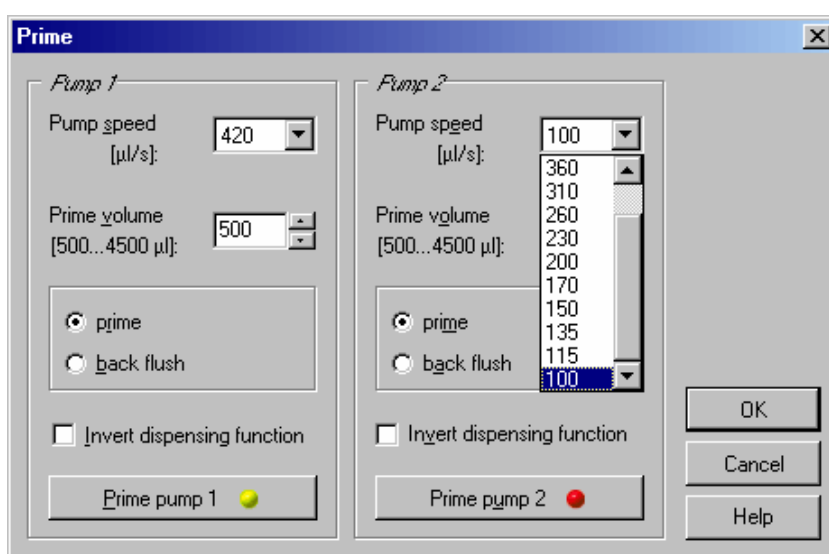 Prime
Pump 1
Pump speed
[µl/s]:
420
Prime volume
[500...4500 µl]:
500
prime
back flush
Invert dispensing function
Prime pump 1
Pump 2
Pump speed
[µl/s]:
100
360
310
260
230
200
170
150
135
115
100
Prime volume
[500...4500 µl]:
prime
back flush
Invert dispensing function
Prime pump 2
OK
Cancel
Help